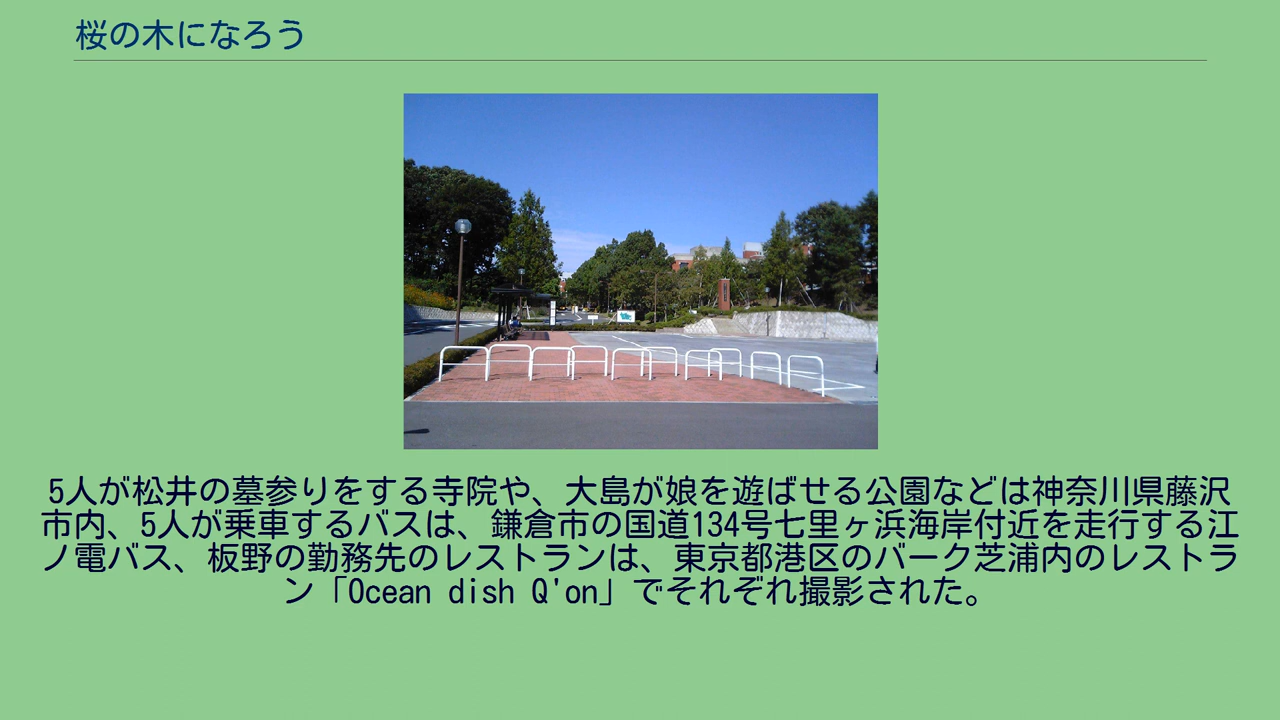 桜の木になろう
5人が松井の墓参りをする寺院や、大島が娘を遊ばせる公園などは神奈川県藤沢
市内、5人が乗車するバスは、鎌倉市の国道134号七里ヶ浜海岸付近を走行する江
ノ電バス、板野の勤務先のレストランは、東京都港区のバーク芝浦内のレストラ
ン「Ocean dish Q'on」でそれぞれ撮影された。